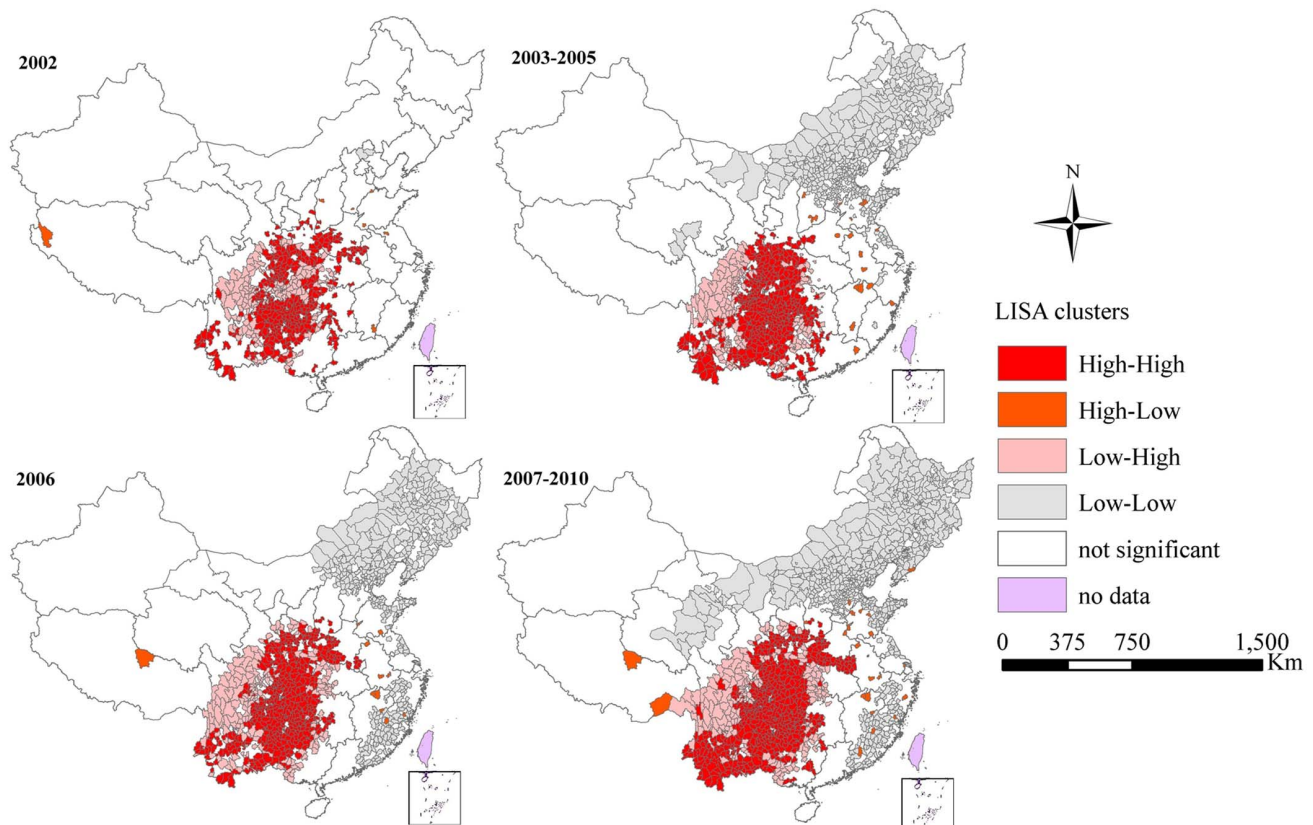 2002
2003-2005
N
LISA clusters
High-High
High-Low
Low-High
Low-Low
not significant
no data
0 375 750 1,500
Km
2006
2007-2010